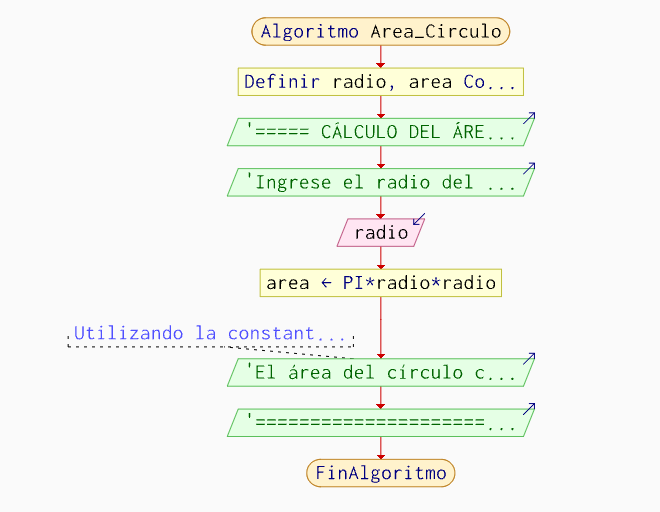 Algoritmo Area_Circulo
Definir radio, area Co...
'===== CÁLCULO DEL ÁRE...
'Ingrese el radio del ...
radio
area ← PI*radio*radio
Utilizando la constant...
'El área del círculo c...
'=====================...
FinAlgoritmo